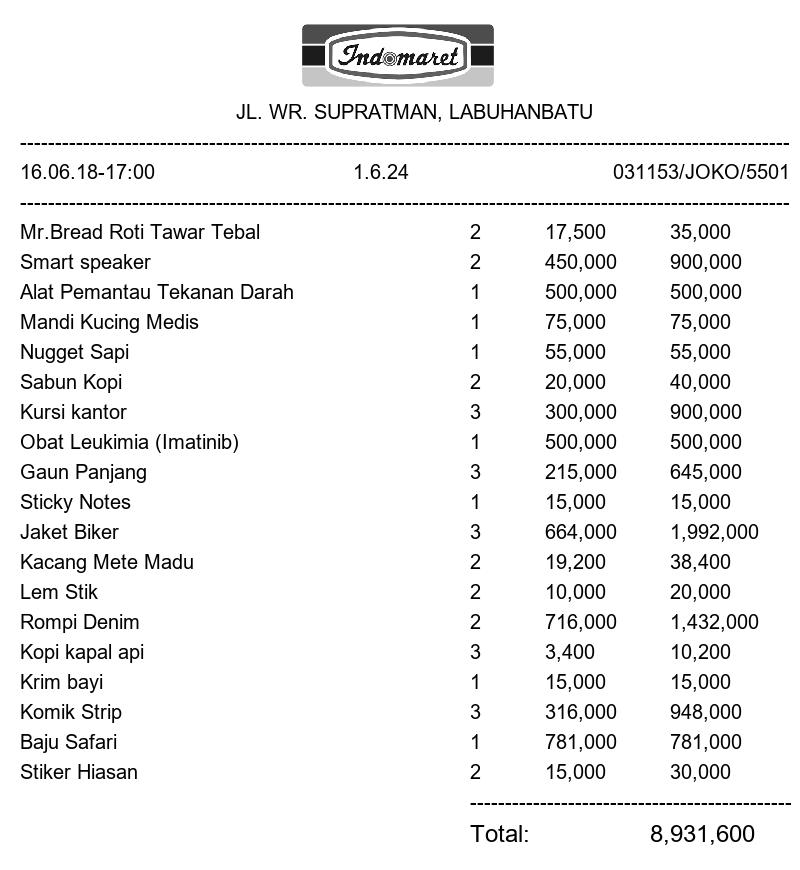 Indomaret
JL. WR. SUPRATMAN, LABUHANBATU
16.06.18-17:00 1.6.24 031153/JOKO/5501
Mr.Bread Roti Tawar Tebal 2 17,500 35,000
Smart speaker 2 450,000 900,000
Alat Pemantau Tekanan Darah 1 500,000 500,000
Mandi Kucing Medis 1 75,000 75,000
Nugget Sapi 1 55,000 55,000
Sabun Kopi 2 20,000 40,000
Kursi kantor 3 300,000 900,000
Obat Leukimia (Imatinib) 1 500,000 500,000
Gaun Panjang 3 215,000 645,000
Sticky Notes 1 15,000 15,000
Jaket Biker 3 664,000 1,992,000
Kacang Mete Madu 2 19,200 38,400
Lem Stik 2 10,000 20,000
Rompi Denim 2 716,000 1,432,000
Kopi kapal api 3 3,400 10,200
Krim bayi 1 15,000 15,000
Komik Strip 3 316,000 948,000
Baju Safari 1 781,000 781,000
Stiker Hiasan 2 15,000 30,000
Total: 8,931,600